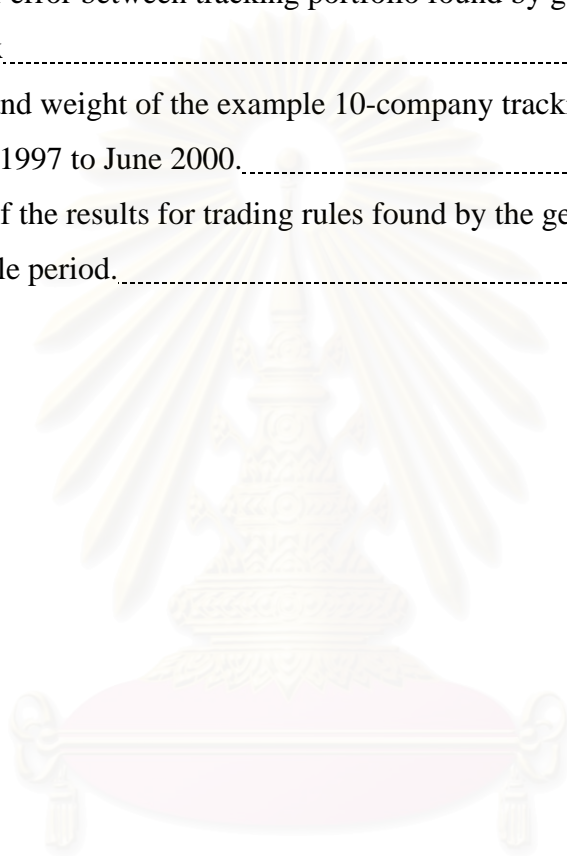 error between tracking portfolio found by g
nd weight of the example 10-company track
1997 to June 2000.
f the results for trading rules found by the ge
le period.